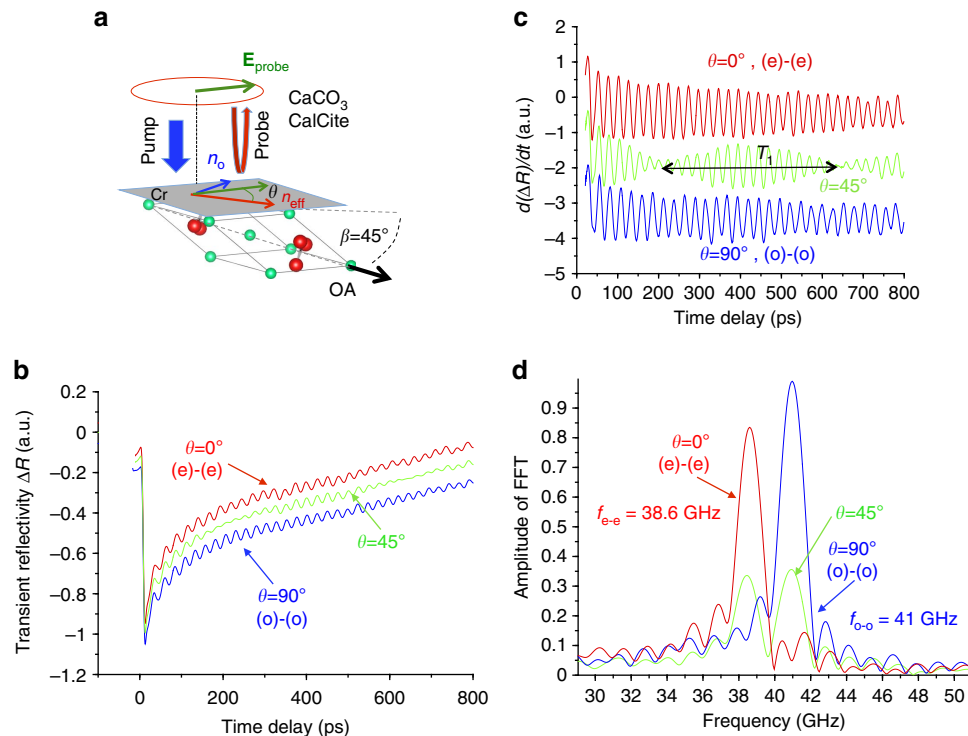 a
E probe
CaCO3
CalCite
Pump
Probe
no
Cr
θ
neff
β=45°
OA
b
Transient reflectivity ΔR (a.u.)
0.2
0
−0.2
−0.4
−0.6
−0.8
−1
−1.2
θ=0°
(e)-(e)
θ=45°
θ=90°
(o)-(o)
0 200 400 600 800
Time delay (ps)
c
d(ΔR)/dt (a.u.)
2
1
0
−1
−2
−3
−4
−5
θ=0° , (e)-(e)
T1
θ=45°
θ=90° , (o)-(o)
0 100 200 300 400 500 600 700 800
Time delay (ps)
d
Amplitude of FFT
0.9
0.8
0.7
0.6
0.5
0.4
0.3
0.2
0.1
0
θ=0°
(e)-(e)
fe-e = 38.6 GHz
θ=45°
θ=90°
(o)-(o)
fo-o = 41 GHz
30 32 34 36 38 40 42 44 46 48 50
Frequency (GHz)